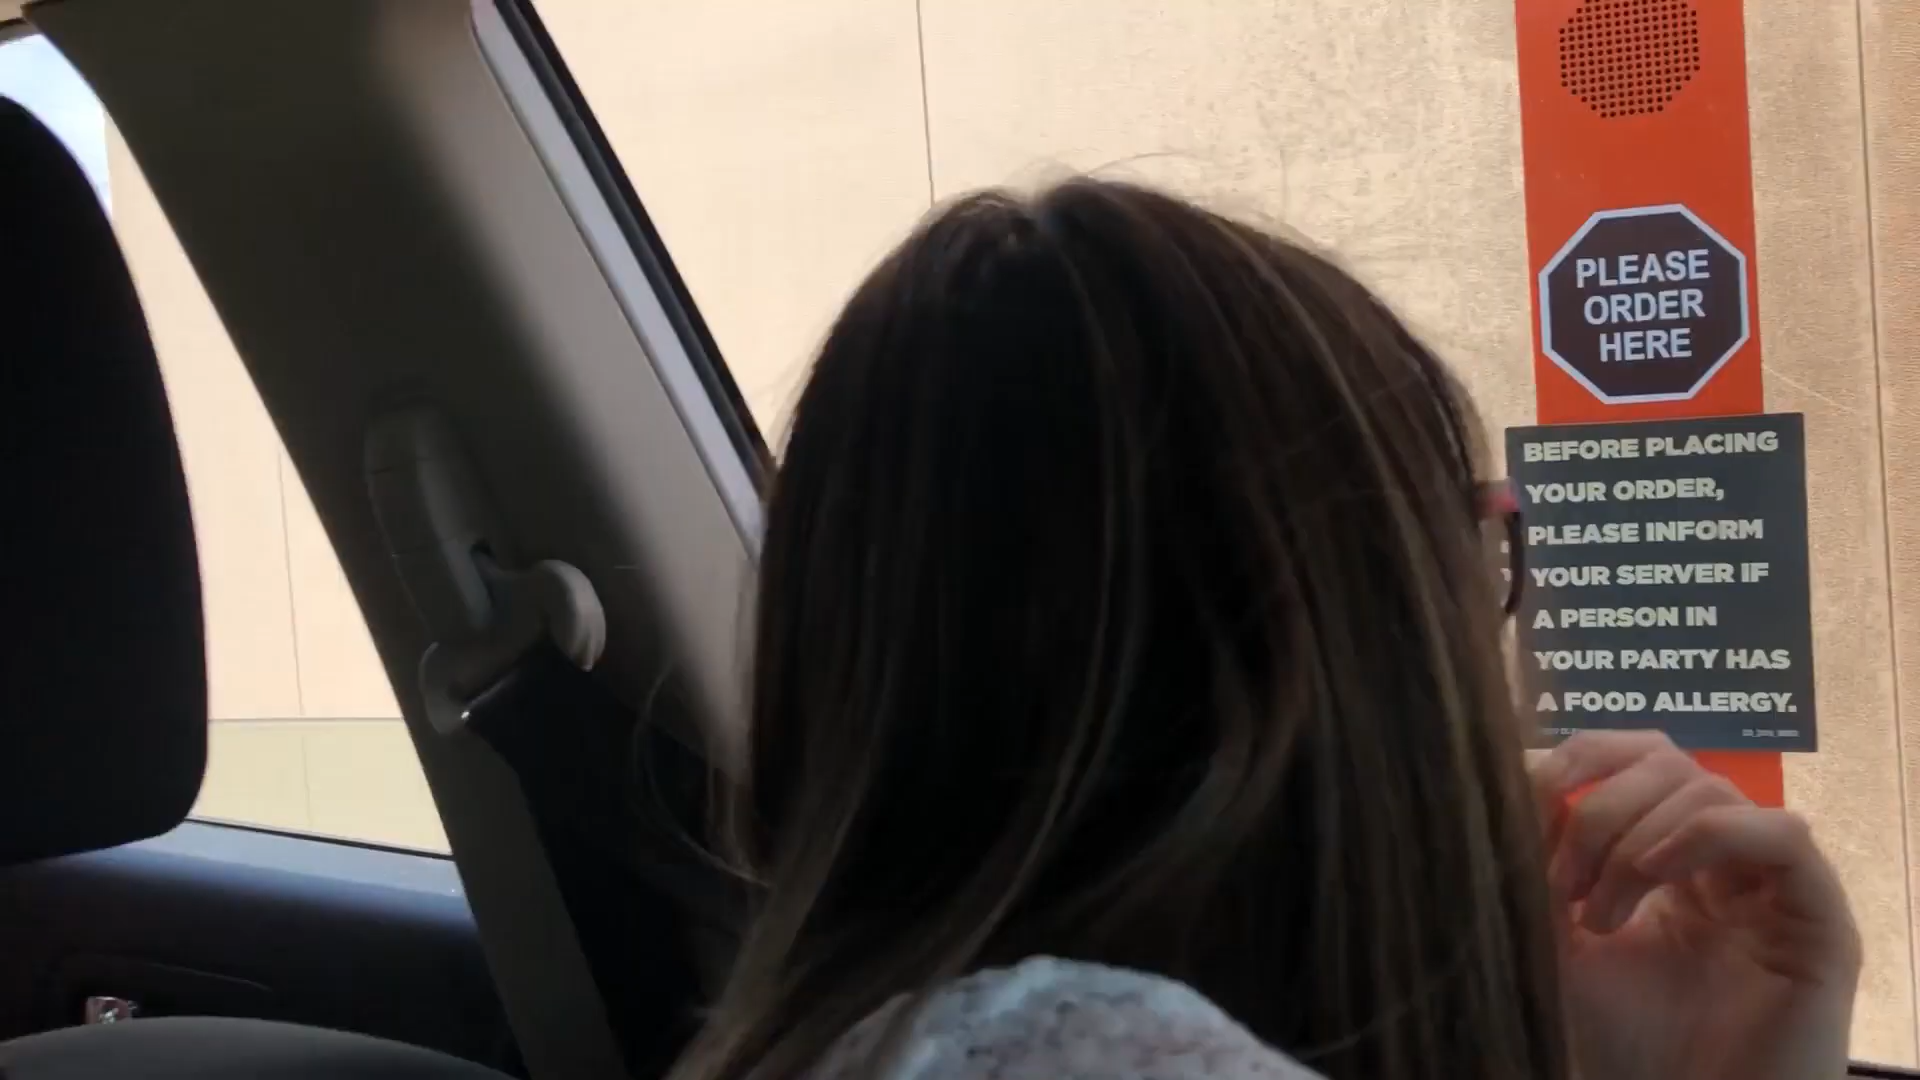 PLEASE
ORDER
HERE
BEFORE PLACING
YOUR ORDER,
PLEASE INFORM
YOUR SERVER IF
A PERSON IN
YOUR PARTY HAS
A FOOD ALLERGY.